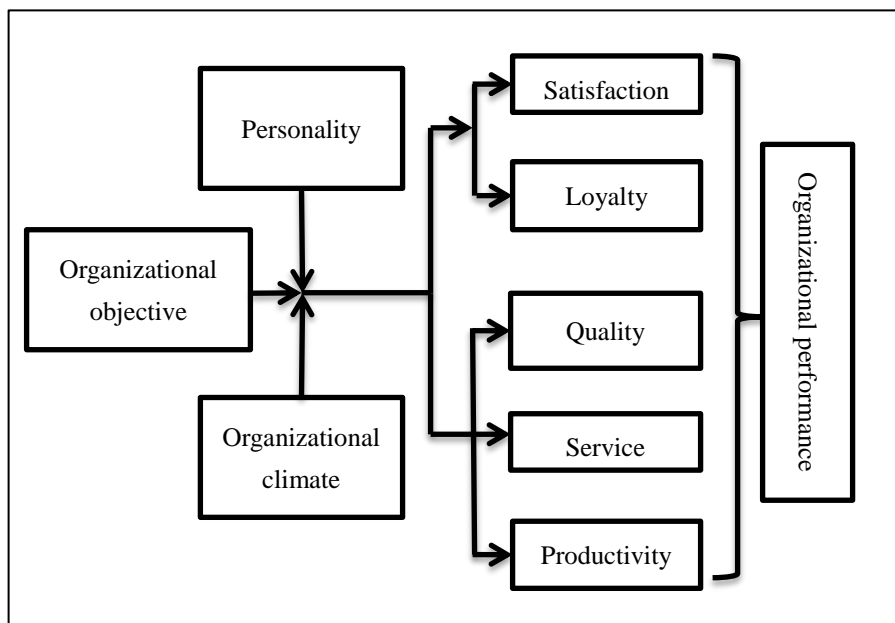 Satisfaction
Personality
Loyalty
Organizational
objective
Quality
Organizational
climate
Service
Productivity
Organizational performance